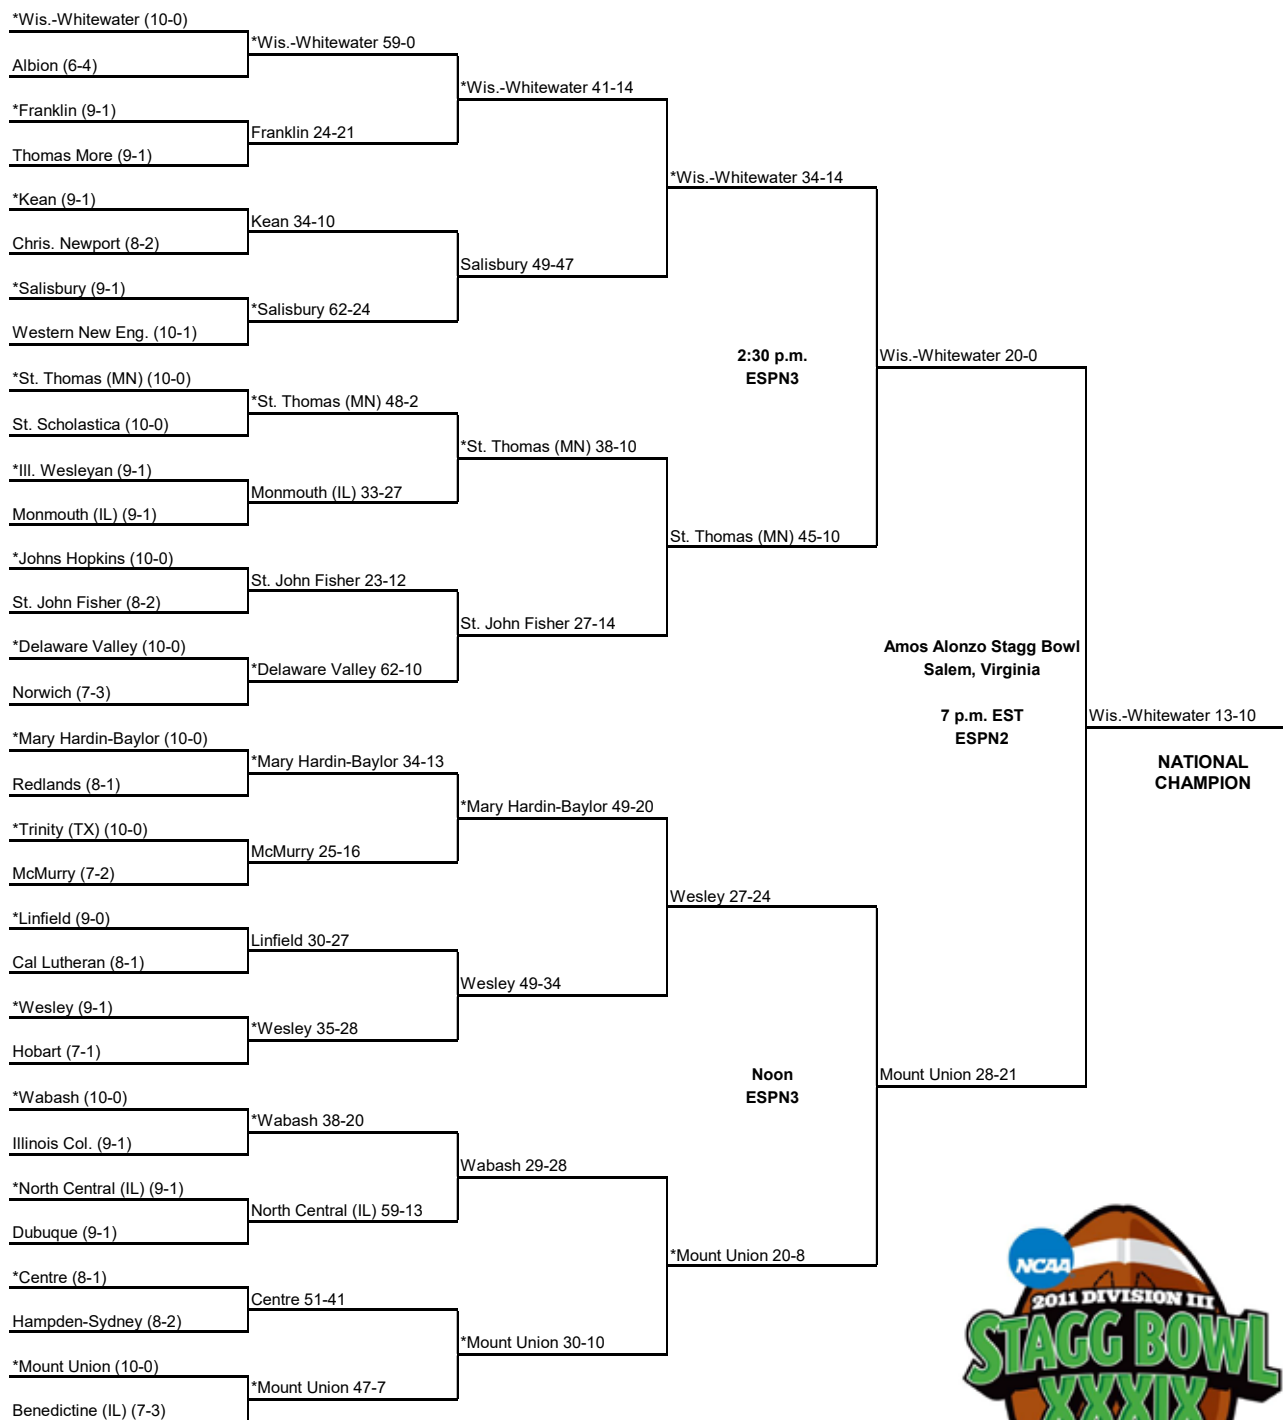 *Wis.-Whitewater (10-0)
*Wis.-Whitewater 59-0
Albion (6-4)
*Wis.-Whitewater 41-14
*Franklin (9-1)
Franklin 24-21
Thomas More (9-1)
*Wis.-Whitewater 34-14
*Kean (9-1)
Kean 34-10
Chris. Newport (8-2)
Salisbury 49-47
*Salisbury (9-1)
*Salisbury 62-24
Western New Eng. (10-1)
2:30 p.m.
ESPN3
Wis.-Whitewater 20-0
*St. Thomas (MN) (10-0)
*St. Thomas (MN) 48-2
St. Scholastica (10-0)
*St. Thomas (MN) 38-10
*Ill. Wesleyan (9-1)
Monmouth (IL) 33-27
Monmouth (IL) (9-1)
St. Thomas (MN) 45-10
*Johns Hopkins (10-0)
St. John Fisher 23-12
St. John Fisher (8-2)
St. John Fisher 27-14
*Delaware Valley (10-0)
*Delaware Valley 62-10
Norwich (7-3)
Amos Alonzo Stagg Bowl
Salem, Virginia
7 p.m. EST
ESPN2
Wis.-Whitewater 13-10
NATIONAL
CHAMPION
*Mary Hardin-Baylor (10-0)
*Mary Hardin-Baylor 34-13
Redlands (8-1)
*Mary Hardin-Baylor 49-20
*Trinity (TX) (10-0)
McMurry 25-16
McMurry (7-2)
Wesley 27-24
*Linfield (9-0)
Linfield 30-27
Cal Lutheran (8-1)
Wesley 49-34
*Wesley (9-1)
*Wesley 35-28
Hobart (7-1)
Noon
ESPN3
Mount Union 28-21
*Wabash (10-0)
*Wabash 38-20
Illinois Col. (9-1)
Wabash 29-28
*North Central (IL) (9-1)
North Central (IL) 59-13
Dubuque (9-1)
*Mount Union 20-8
*Centre (8-1)
Centre 51-41
Hampden-Sydney (8-2)
*Mount Union 30-10
*Mount Union (10-0)
*Mount Union 47-7
Benedictine (IL) (7-3)
NCAA
2011 DIVISION III
STAGG BOWL
XXXIX